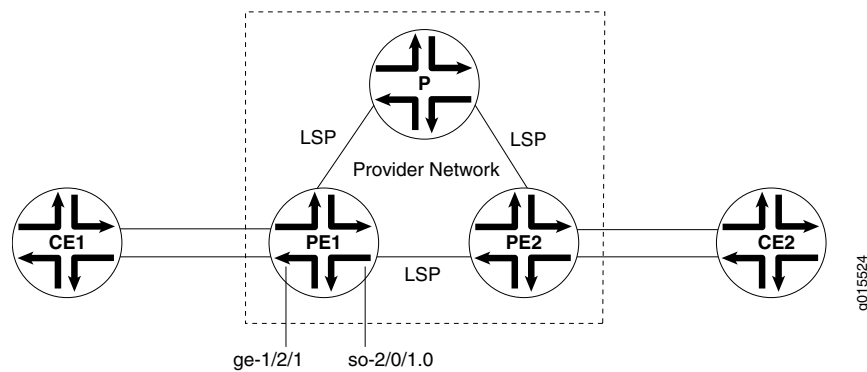 P
LSP
LSP
Provider Network
CE1
PE1
PE2
CE2
LSP
ge-1/2/1
so-2/0/1.0
g015524